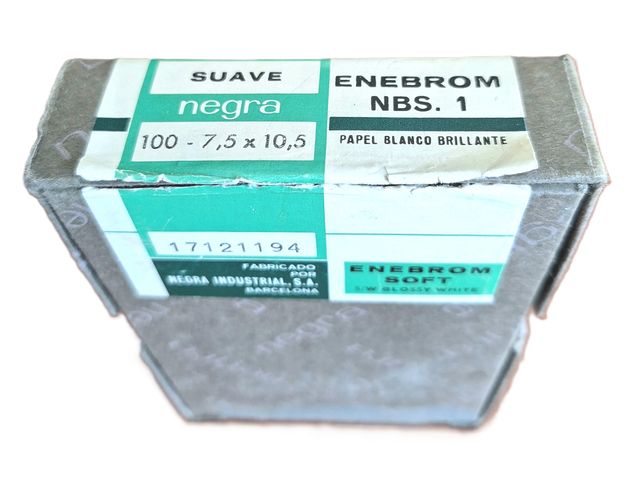 SUAVE
negra
100 - 7,5 x 10,5
ENEBROM
NBS. 1
PAPEL BLANCO BRILLANTE
17121194
FABRICADO
POR
NEGRA INDUSTRIAL, S.A.
BARCELONA
ENEBROM
SOFT
S/W GLOSSY WHITE
negra